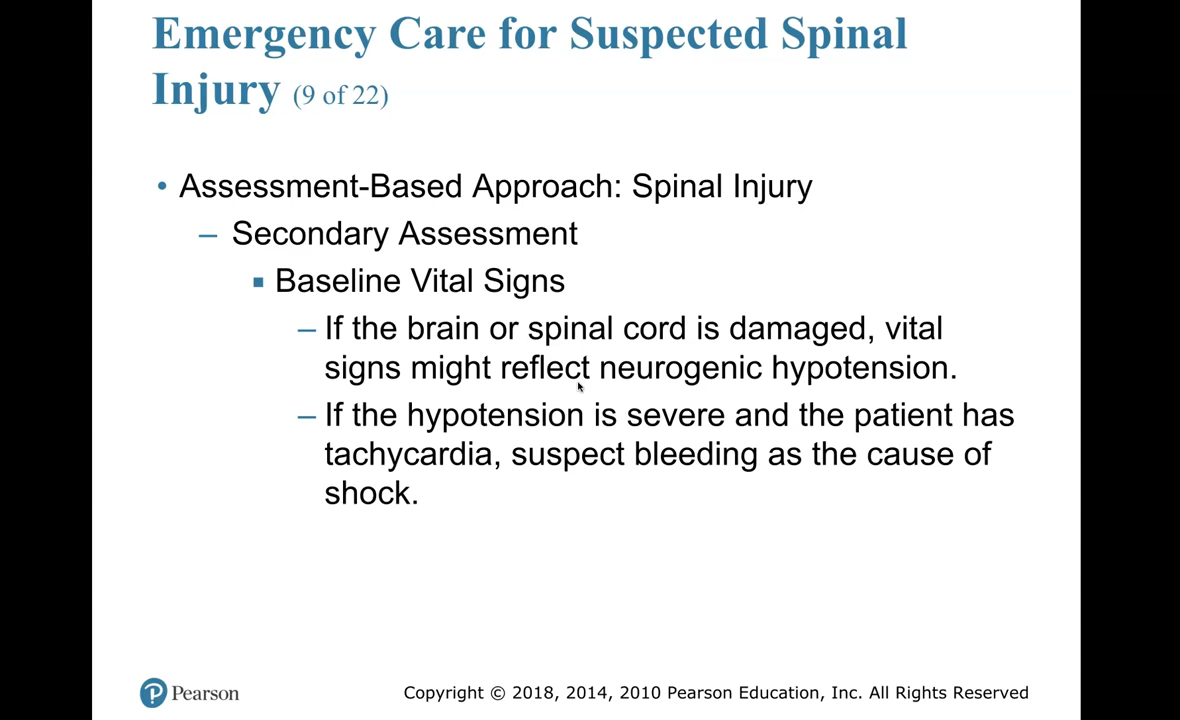 Emergency Care for Suspected Spinal
Injury (9 of 22)
• Assessment-Based Approach: Spinal Injury
– Secondary Assessment
▪ Baseline Vital Signs
– If the brain or spinal cord is damaged, vital
signs might reflect neurogenic hypotension.
– If the hypotension is severe and the patient has
tachycardia, suspect bleeding as the cause of
shock.
Pearson
Copyright © 2018, 2014, 2010 Pearson Education, Inc. All Rights Reserved